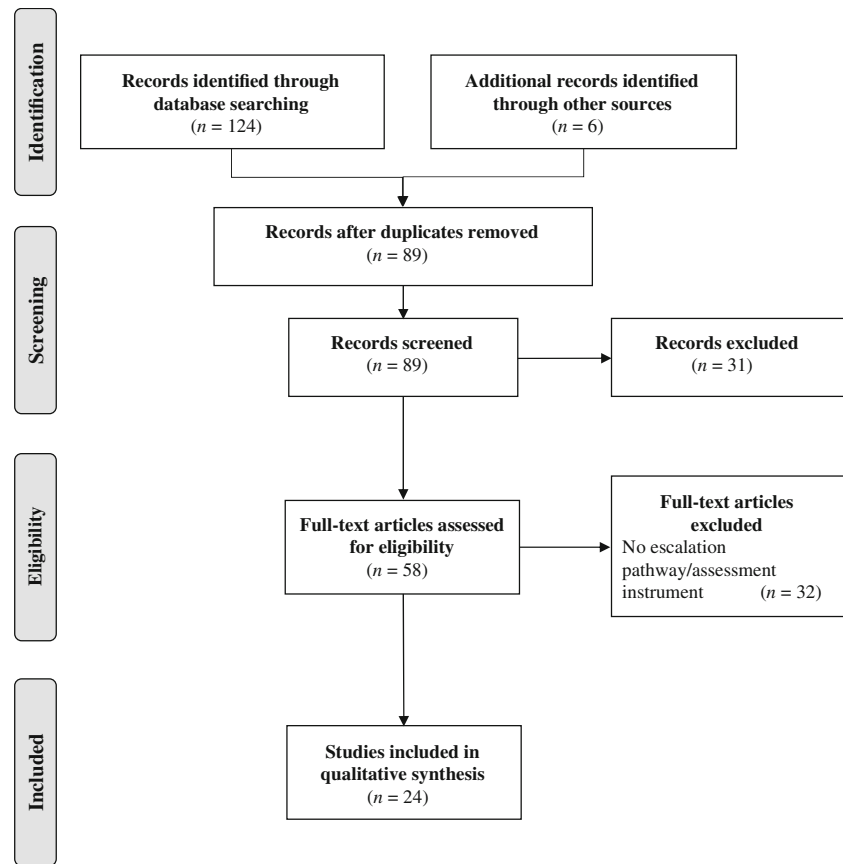 Identification
Records identified through
database searching
(n = 124)
Additional records identified
through other sources
(n = 6)
Records after duplicates removed
(n = 89)
Screening
Records screened
(n = 89)
Records excluded
(n = 31)
Eligibility
Full-text articles assessed
for eligibility
(n = 58)
Full-text articles
excluded
No escalation
pathway/assessment
instrument (n = 32)
Included
Studies included in
qualitative synthesis
(n = 24)